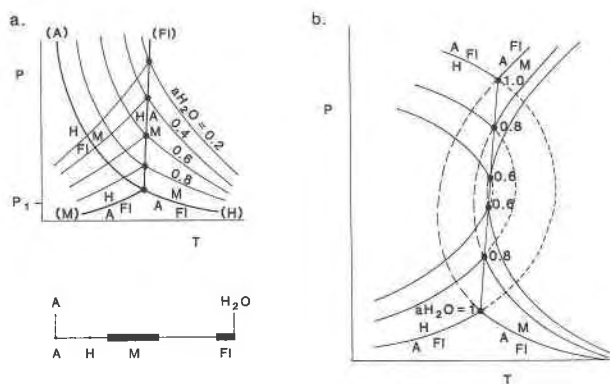 a.
(A) (Fl)
P
aH2O = 0.2
H A
H M 0.4
Fl M
0.6
0.8
P1
H M
A Fl A
(M) Fl (H)
T
A H2O
A H M Fl
b.
A Fl Fl
H A M
1.0
0.8
P
0.6
0.6
0.8
aH2O = 1
H M
A Fl A
Fl
T